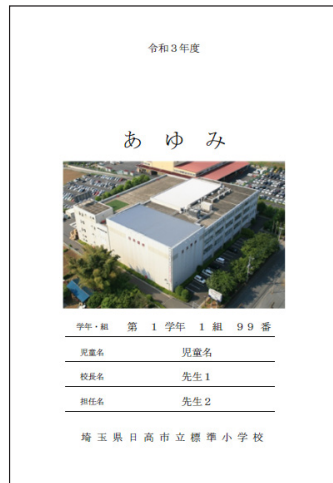 令和３年度
あ ゆ み
学年・組 第 １ 学年 １ 組 ９９ 番
児童名 児童名
校長名 先生１
担任名 先生２
埼 玉 県 日 高 市 立 標 準 小 学 校